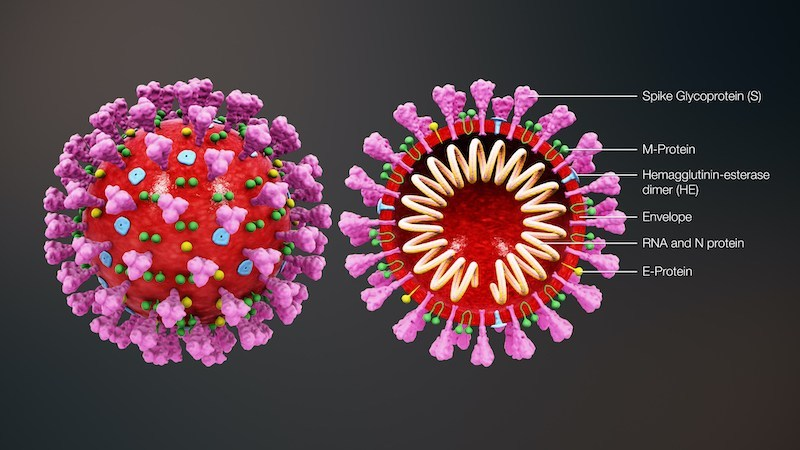 Spike Glycoprotein (S)
M-Protein
Hemagglutinin-esterase
dimer (HE)
Envelope
RNA and N protein
E-Protein